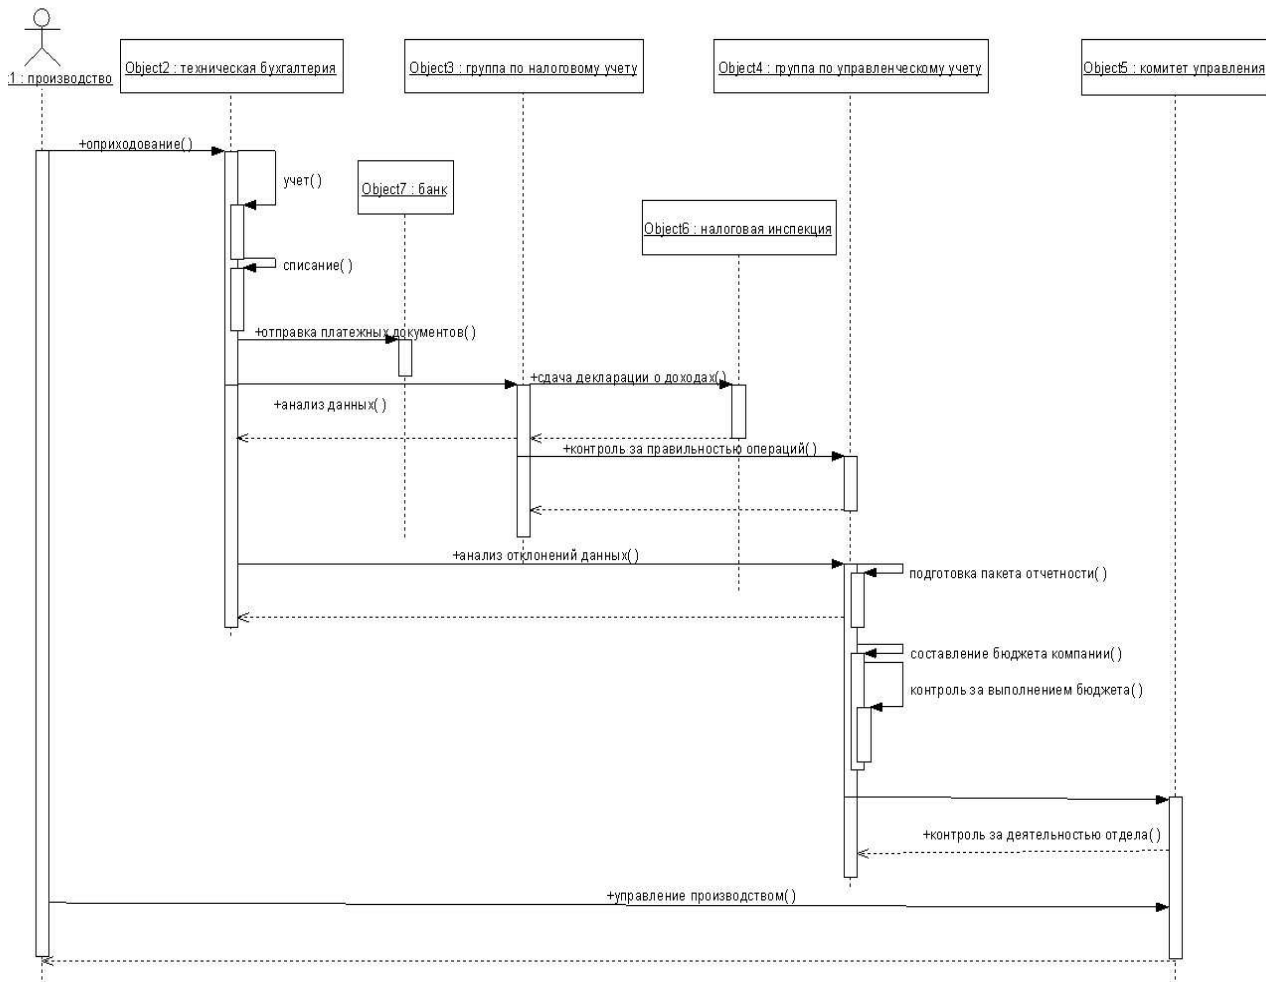 :1 : производство
Object2 : техническая бухгалтерия
Object3 : группа по налоговому учету
Object4 : группа по управленческому учету
Object5 : комитет управления
+оприходование( )
учет( )
Object7 : банк
Object6 : налоговая инспекция
списание( )
+отправка платежных документов( )
+сдача декларации о доходах( )
+анализ данных( )
+контроль за правильностью операций( )
+анализ отклонений данных( )
подготовка пакета отчетности( )
составление бюджета компании( )
контроль за выполнением бюджета( )
+контроль за деятельностью отдела( )
+управление производством( )